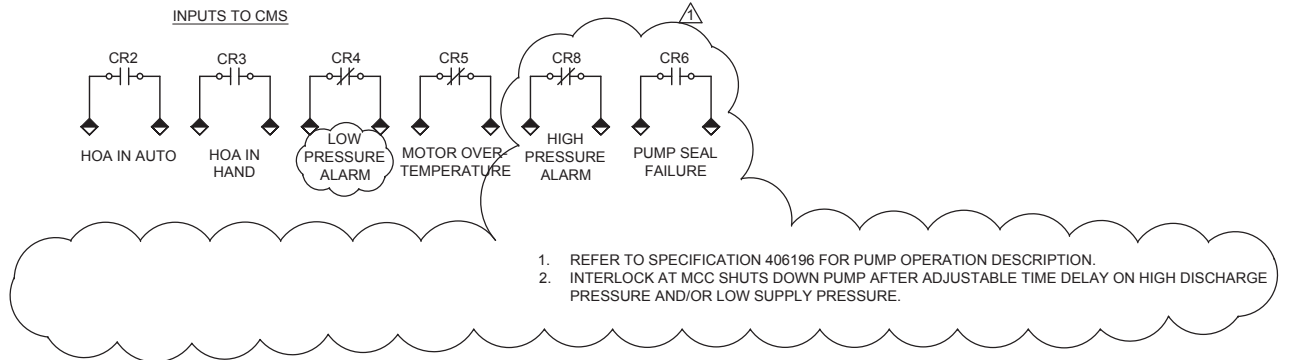 INPUTS TO CMS
1
CR2
CR3
CR4
CR5
CR8
CR6
HOA IN AUTO
HOA IN
HAND
LOW
PRESSURE
ALARM
MOTOR OVER-
TEMPERATURE
HIGH
PRESSURE
ALARM
PUMP SEAL
FAILURE
1. REFER TO SPECIFICATION 406196 FOR PUMP OPERATION DESCRIPTION.
2. INTERLOCK AT MCC SHUTS DOWN PUMP AFTER ADJUSTABLE TIME DELAY ON HIGH DISCHARGE
PRESSURE AND/OR LOW SUPPLY PRESSURE.